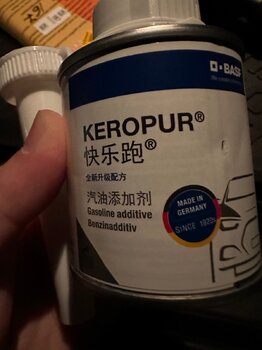 BASF
KEROPUR®
快乐跑®
全新升级配方
汽油添加剂
Gasoline additive
Benzinadditiv
MADE IN
GERMANY
SINCE 1920s